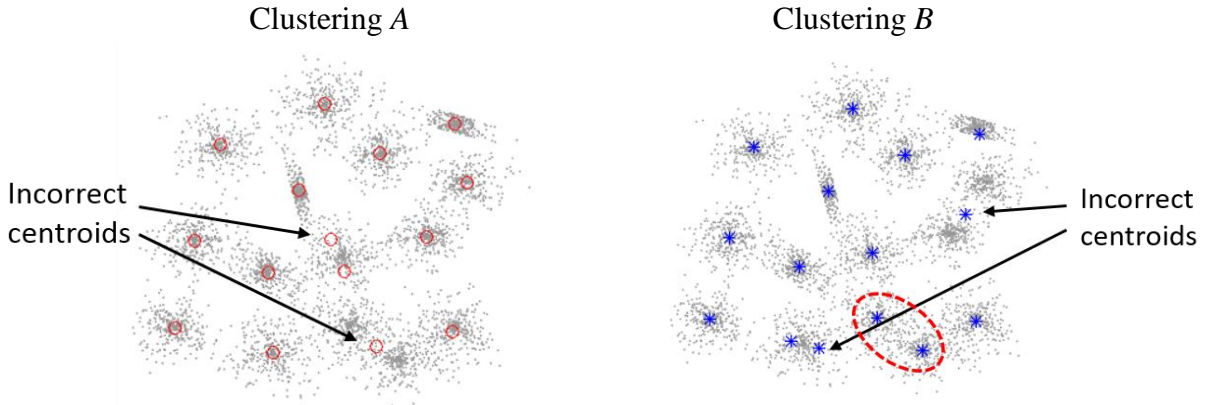 Clustering A
Clustering B
Incorrect
centroids
Incorrect
centroids